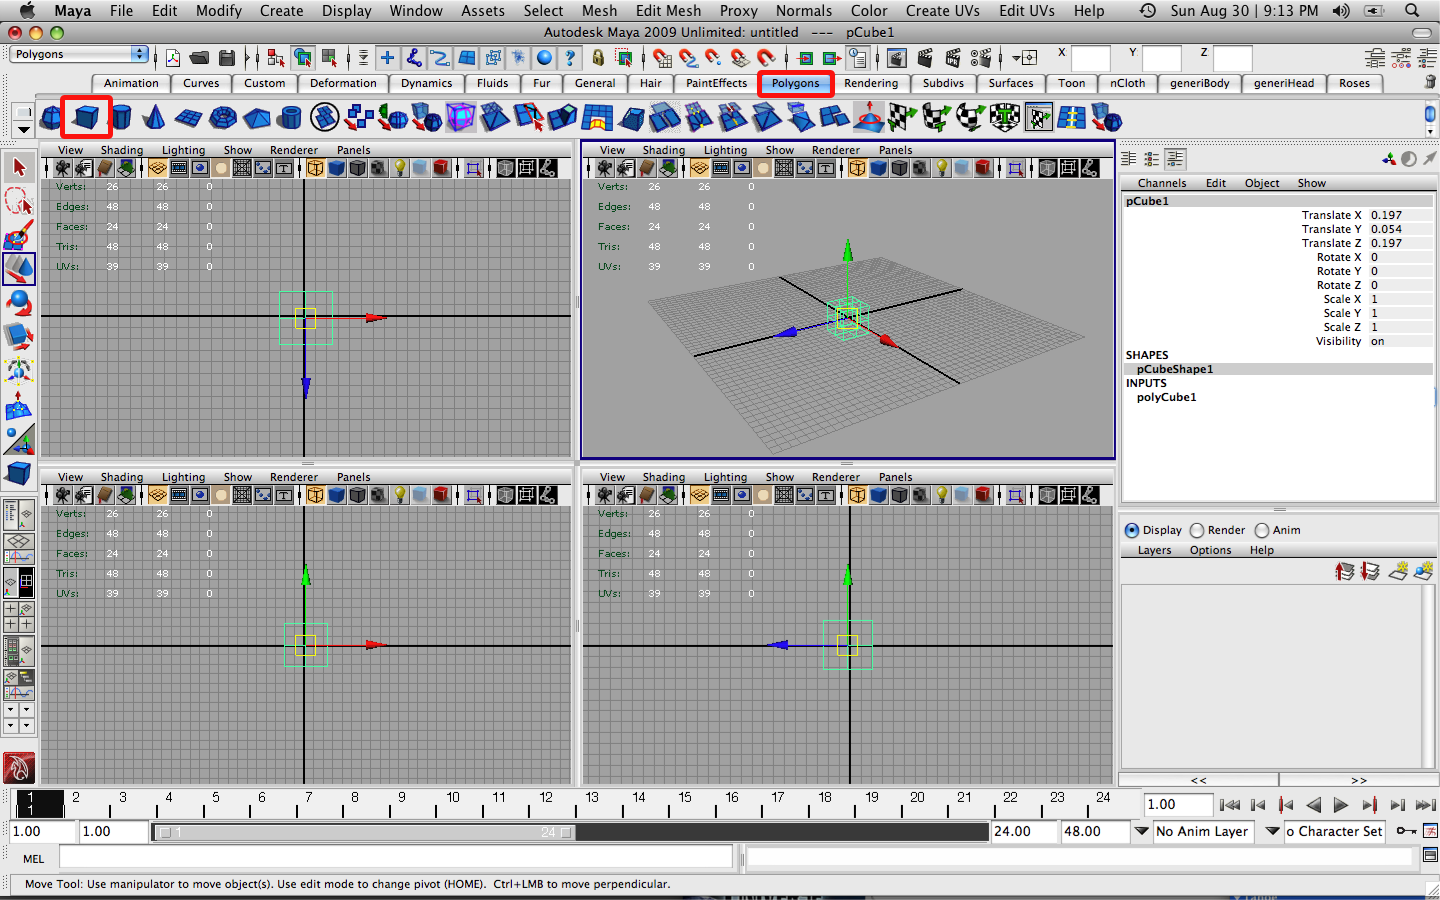 Maya File Edit Modify Create Display Window Assets Select Mesh Edit Mesh Proxy Normals Color Create UVs Edit UVs Help Sun Aug 30 | 9:13 PM
Autodesk Maya 2009 Unlimited: untitled --- pCube1
Polygons X Y Z
Animation Curves Custom Deformation Dynamics Fluids Fur General Hair PaintEffects Polygons Rendering Subdivs Surfaces Toon nCloth generiBody generiHead Roses
View Shading Lighting Show Renderer Panels
Verts: 26 26 0
Edges: 48 48 0
Faces: 24 24 0
Tris: 48 48 0
UVs: 39 39 0
View Shading Lighting Show Renderer Panels
Verts: 26 26 0
Edges: 48 48 0
Faces: 24 24 0
Tris: 48 48 0
UVs: 39 39 0
Channels Edit Object Show
pCube1
Translate X 0.197
Translate Y 0.054
Translate Z 0.197
Rotate X 0
Rotate Y 0
Rotate Z 0
Scale X 1
Scale Y 1
Scale Z 1
Visibility on
SHAPES
pCubeShape1
INPUTS
polyCube1
View Shading Lighting Show Renderer Panels
Verts: 26 26 0
Edges: 48 48 0
Faces: 24 24 0
Tris: 48 48 0
UVs: 39 39 0
View Shading Lighting Show Renderer Panels
Verts: 26 26 0
Edges: 48 48 0
Faces: 24 24 0
Tris: 48 48 0
UVs: 39 39 0
Display Render Anim
Layers Options Help
<< >>
1 2 3 4 5 6 7 8 9 10 11 12 13 14 15 16 17 18 19 20 21 22 23 24 1.00
1
1.00 1.00 1 24 24.00 48.00 No Anim Layer o Character Set
MEL
Move Tool: Use manipulator to move object(s). Use edit mode to change pivot (HOME). Ctrl+LMB to move perpendicular.